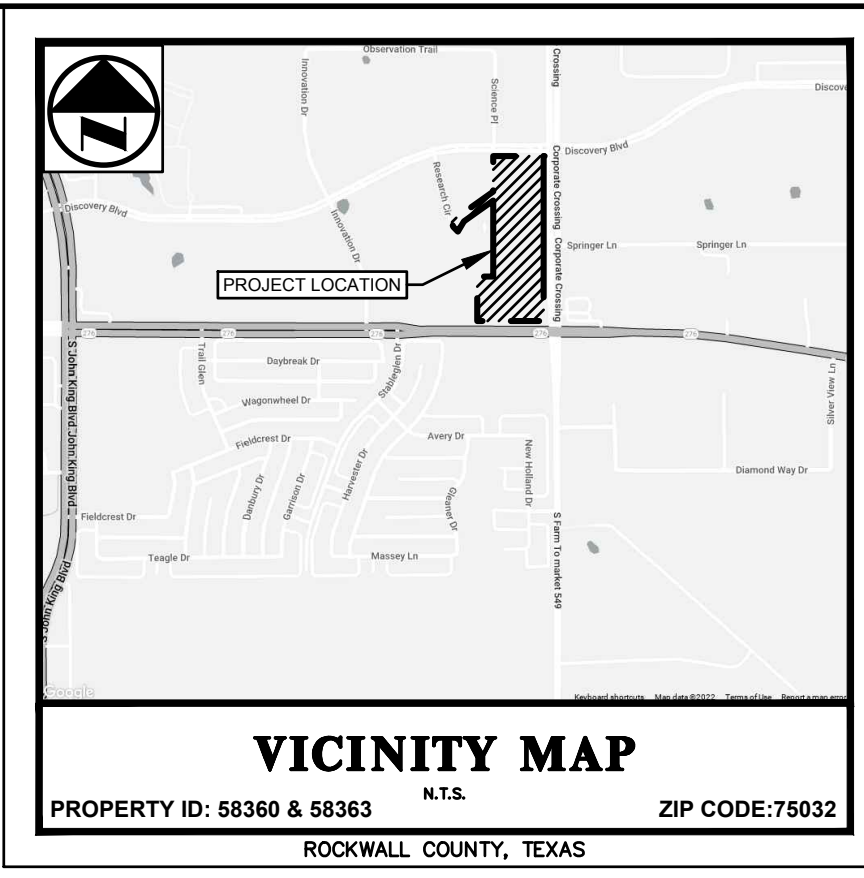 Observation Trail
Crossing
Innovation Dr
Science Pl
Discove
N
Discovery Blvd
Corporate Crossing
Research Cir
Discovery Blvd
Innovation Dr
Corporate Crossing
Springer Ln
Springer Ln
PROJECT LOCATION
276
276
276
276
276
S John King Blvd
John King Blvd
Trail Glen
Daybreak Dr
Stableglen Dr
Silver View Ln
Wagonwheel Dr
Fieldcrest Dr
Avery Dr
New Holland Dr
Harvester Dr
Diamond Way Dr
Danbury Dr
Garrison Dr
Gleaner Dr
Fieldcrest Dr
S Farm To market 549
Teagle Dr
Massey Ln
S John King Blvd
Google
Keyboard shortcuts Map data ©2022 Terms of Use Report a map error
VICINITY MAP
N.T.S.
PROPERTY ID: 58360 & 58363
ZIP CODE:75032
ROCKWALL COUNTY, TEXAS